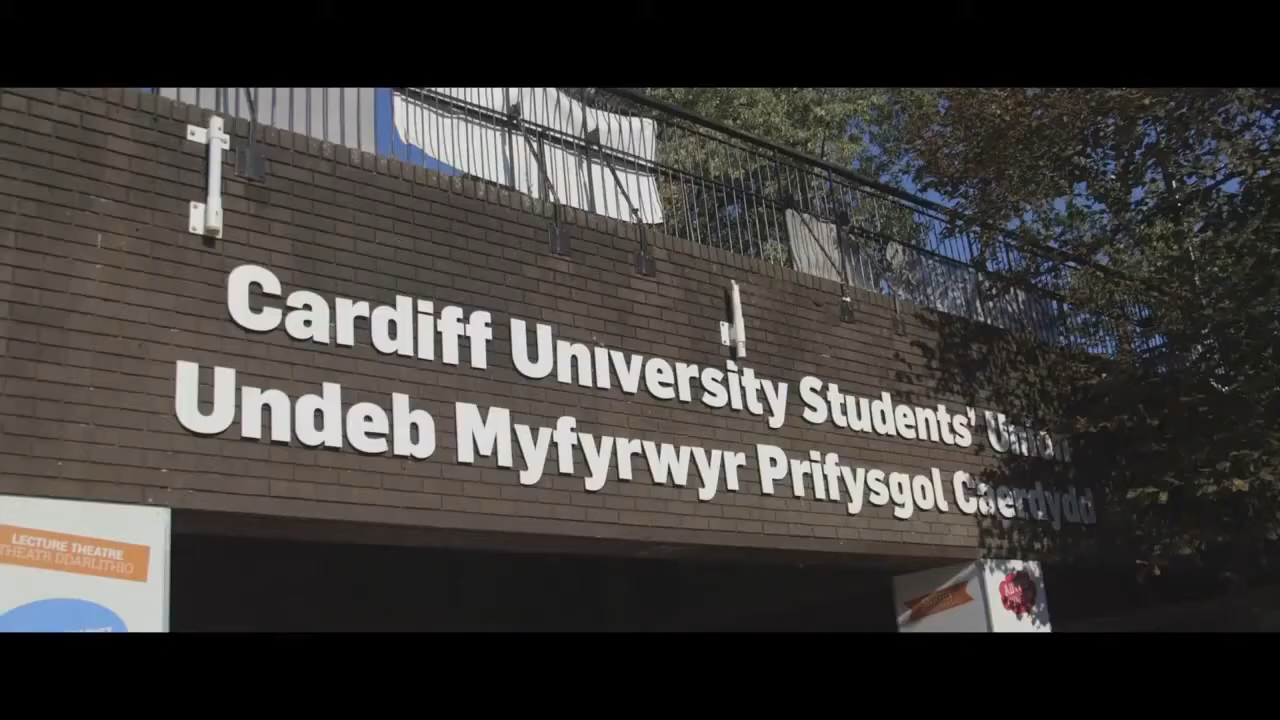 Cardiff University Students' Union
Undeb Myfyrwyr Prifysgol Caerdydd
LECTURE THEATRE
THEATR DDARLITHIO